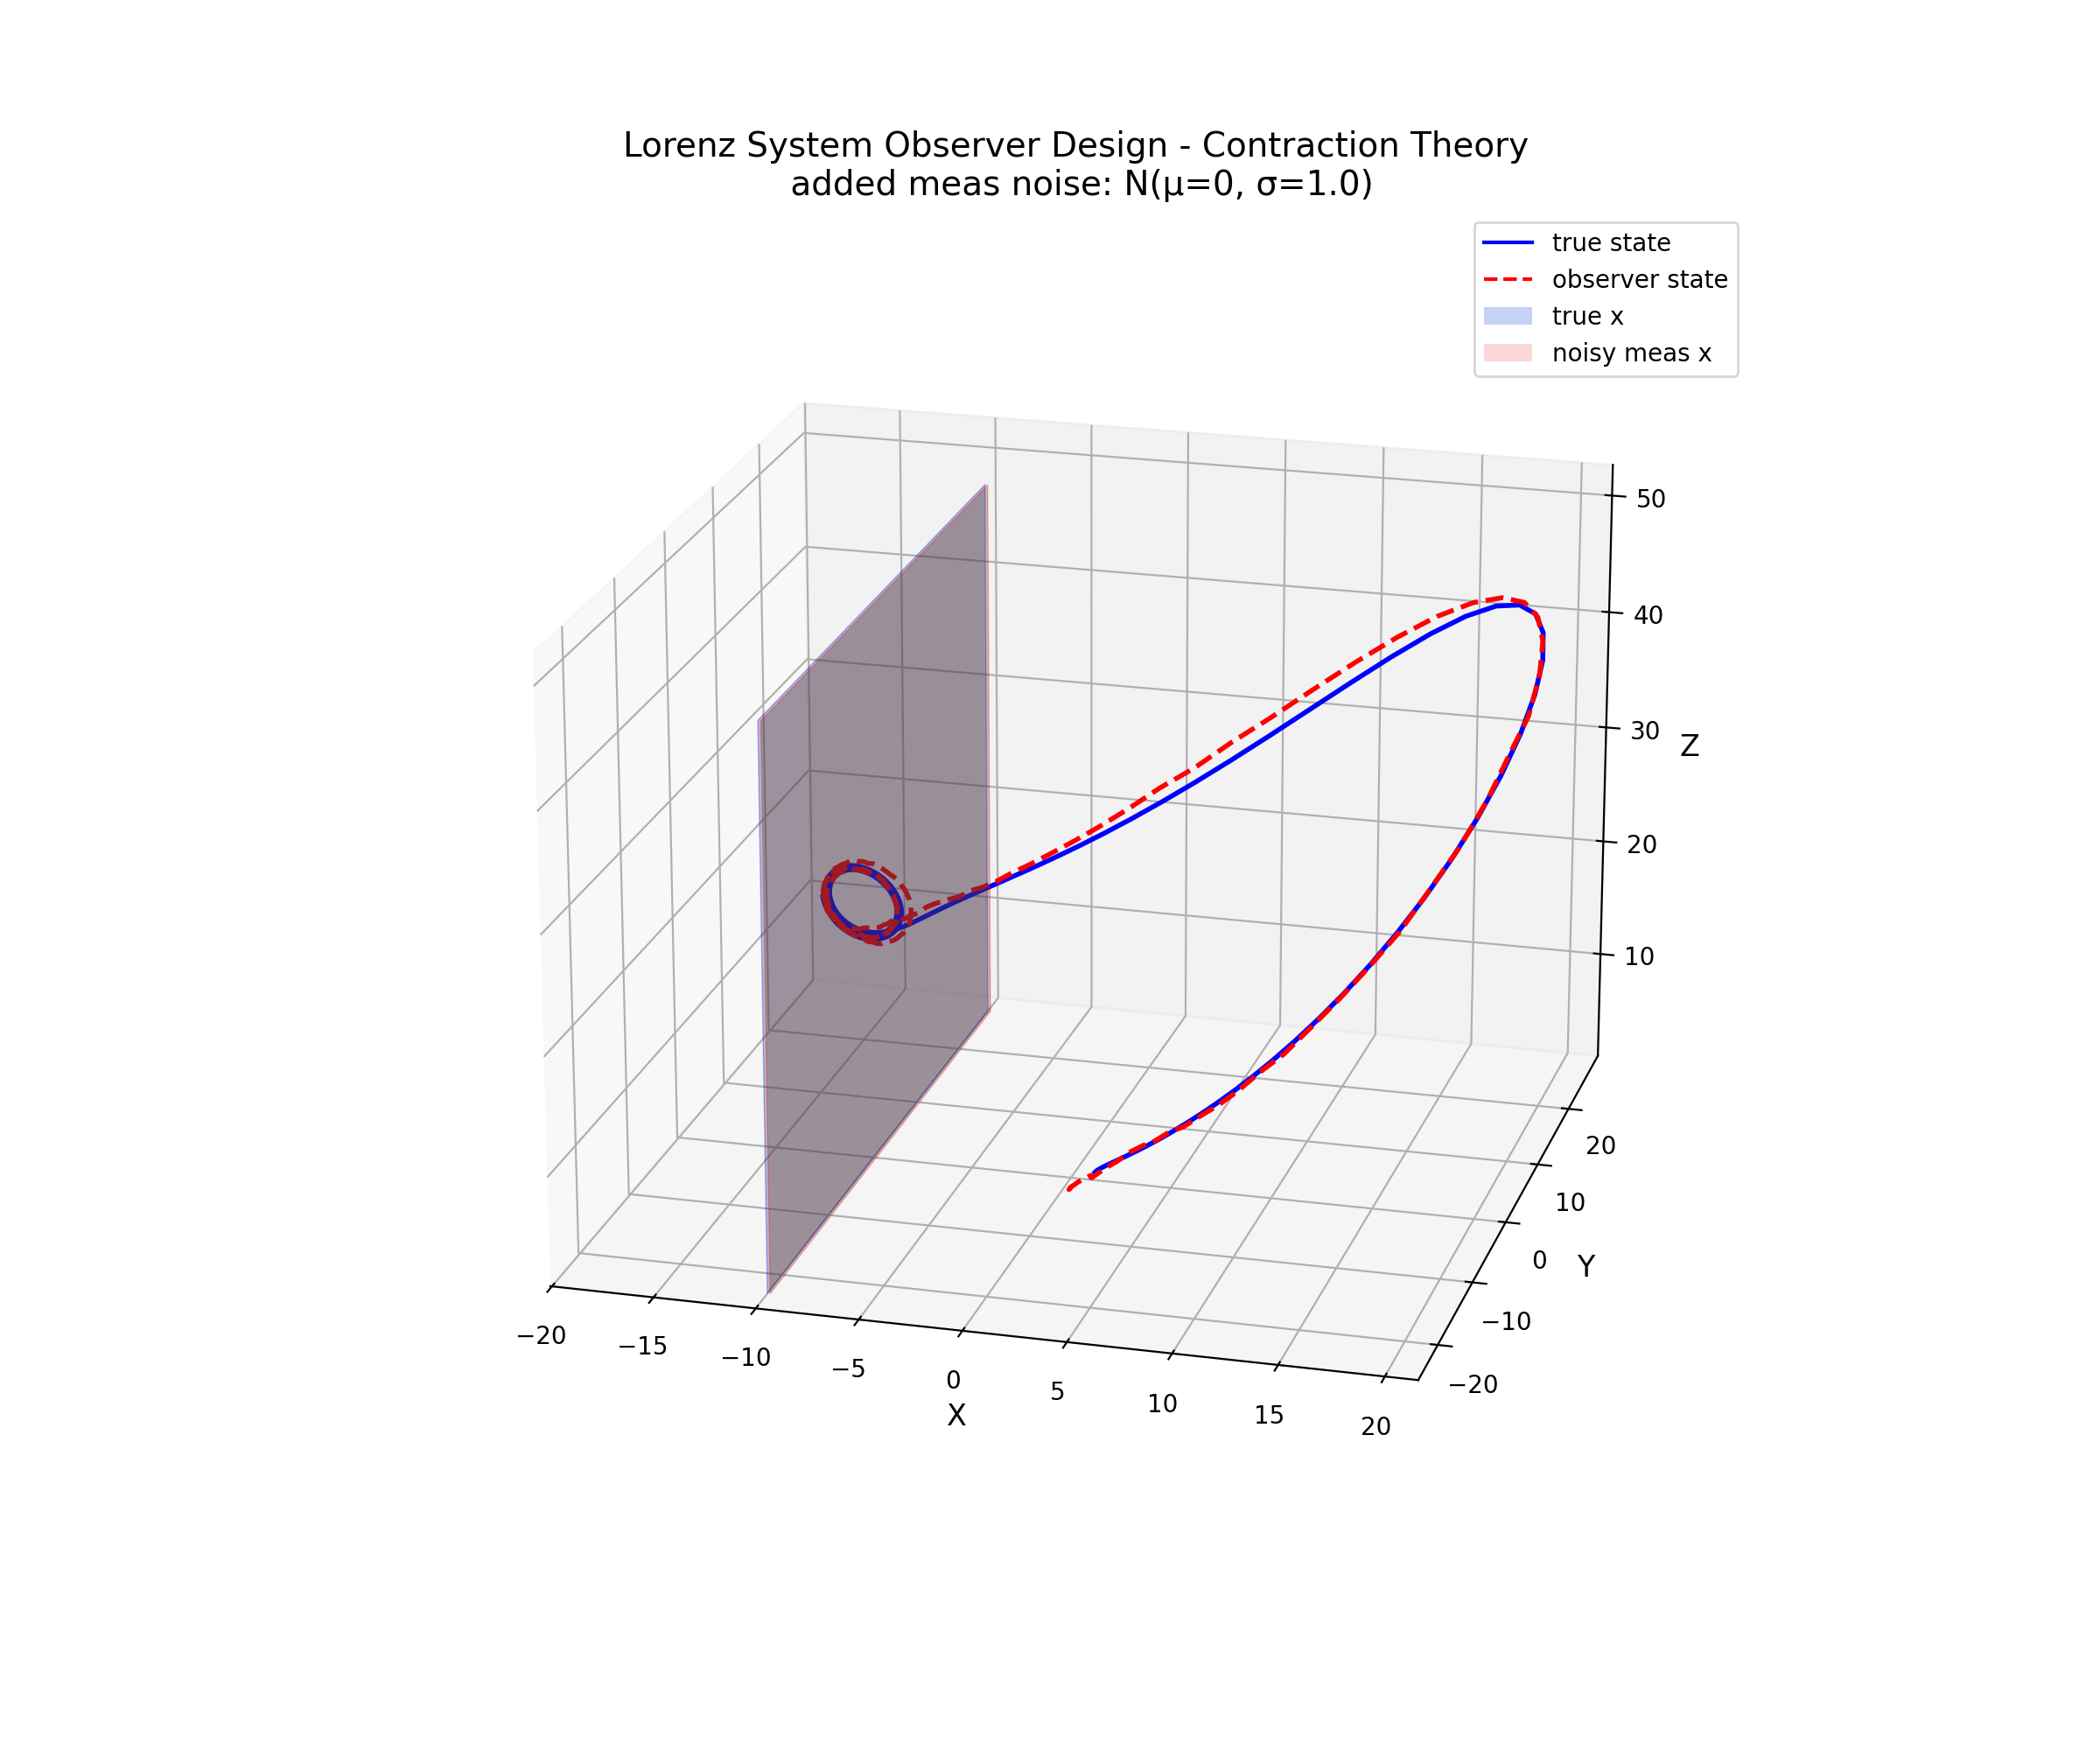 Lorenz System Observer Design - Contraction Theory
added meas noise: N(μ=0, σ=1.0)
true state
observer state
true x
noisy meas x
50
40
30
Z
20
10
20
10
0
Y
−10
−20
−20
−15
−10
−5
0
5
10
15
20
X